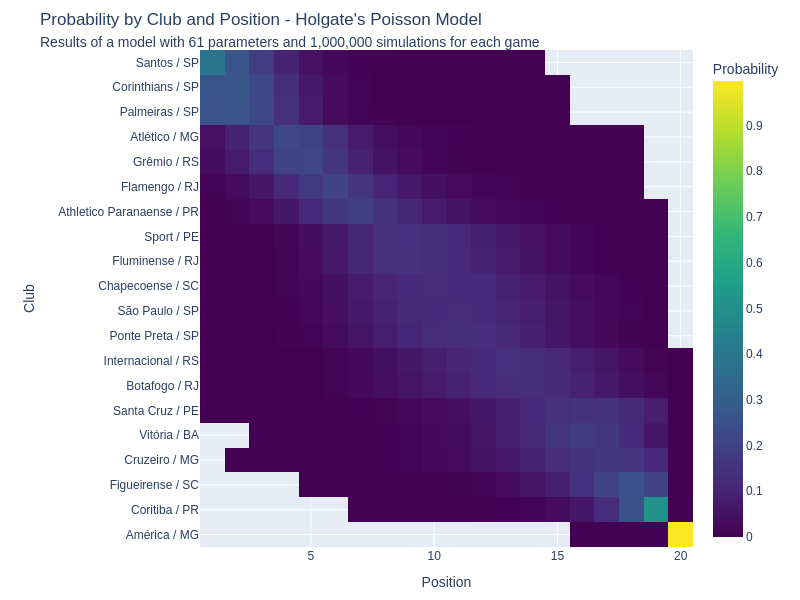 Probability by Club and Position - Holgate's Poisson Model
Results of a model with 61 parameters and 1,000,000 simulations for each game
Probability
Santos / SP
Corinthians / SP
Palmeiras / SP
Atlético / MG
Grêmio / RS
Flamengo / RJ
Athletico Paranaense / PR
Sport / PE
Fluminense / RJ
Chapecoense / SC
São Paulo / SP
Ponte Preta / SP
Internacional / RS
Botafogo / RJ
Santa Cruz / PE
Vitória / BA
Cruzeiro / MG
Figueirense / SC
Coritiba / PR
América / MG
Club
5
10
15
20
Position
0.9
0.8
0.7
0.6
0.5
0.4
0.3
0.2
0.1
0